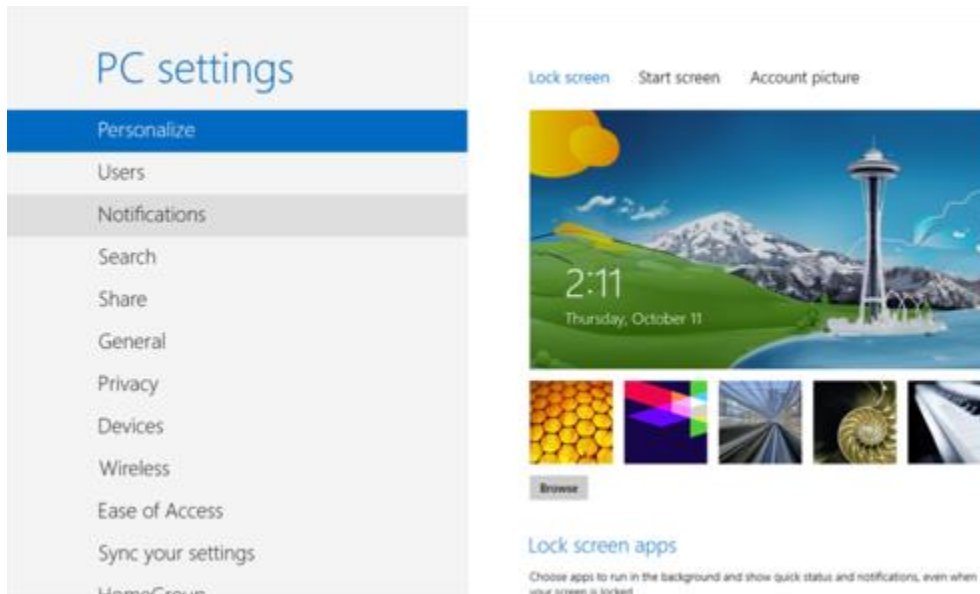 PC settings
Personalize
Users
Notifications
Search
Share
General
Privacy
Devices
Wireless
Ease of Access
Sync your settings
HomeGroup
Lock screen Start screen Account picture
2:11
Thursday, October 11
Browse
Lock screen apps
Choose apps to run in the background and show quick status and notifications, even when
your screen is locked